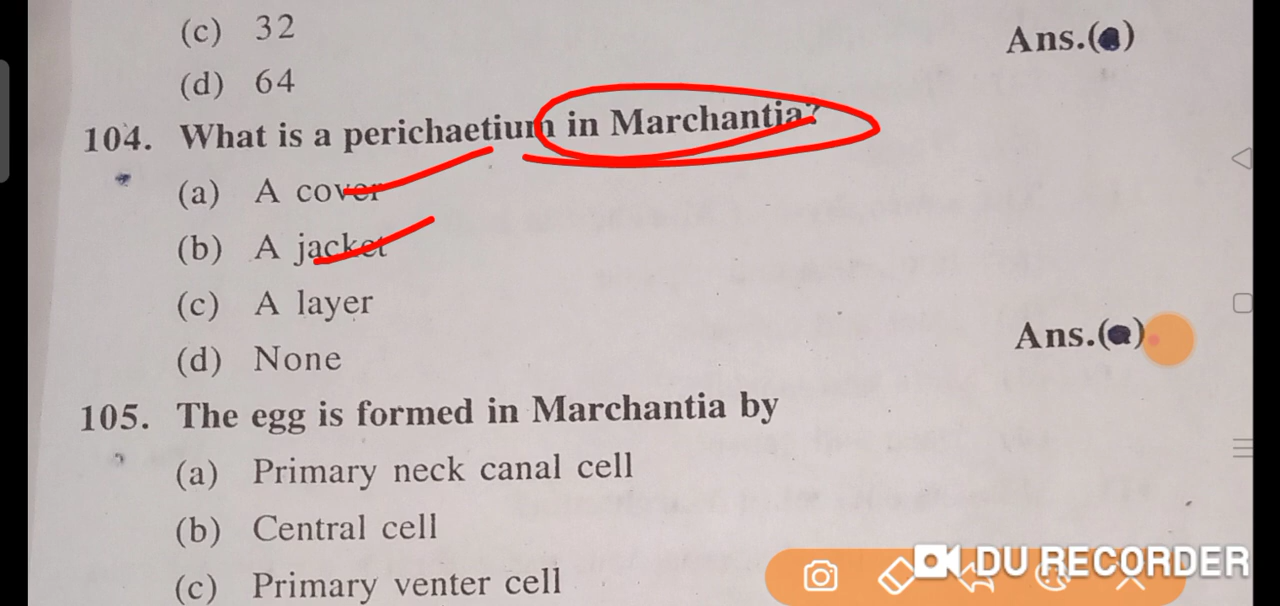 (c) 32
Ans.(a)
(d) 64
104. What is a perichaetium in Marchantia?
(a) A cover
(b) A jacket
(c) A layer
(d) None
Ans.(a)
105. The egg is formed in Marchantia by
(a) Primary neck canal cell
(b) Central cell
(c) Primary venter cell
DU RECORDER